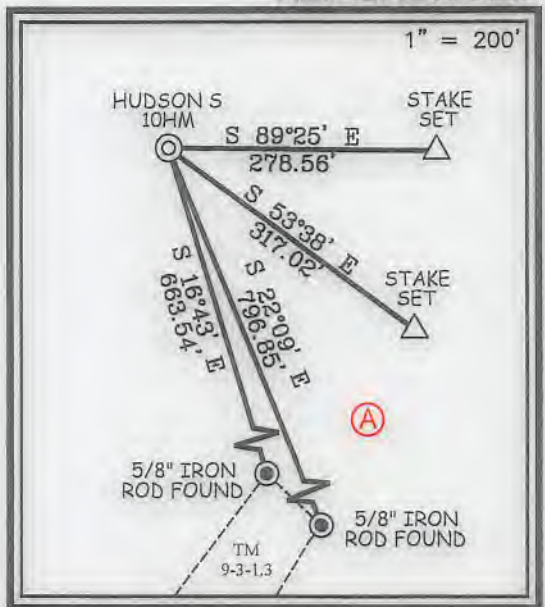 1" = 200'
HUDSON S
10HM
STAKE
SET
S 89°25' E
278.56'
S 53°38' E
317.02'
STAKE
SET
S 16°43' E
663.54'
S 22°09' E
796.85'
A
5/8" IRON
ROD FOUND
5/8" IRON
ROD FOUND
TM
9-3-1.3